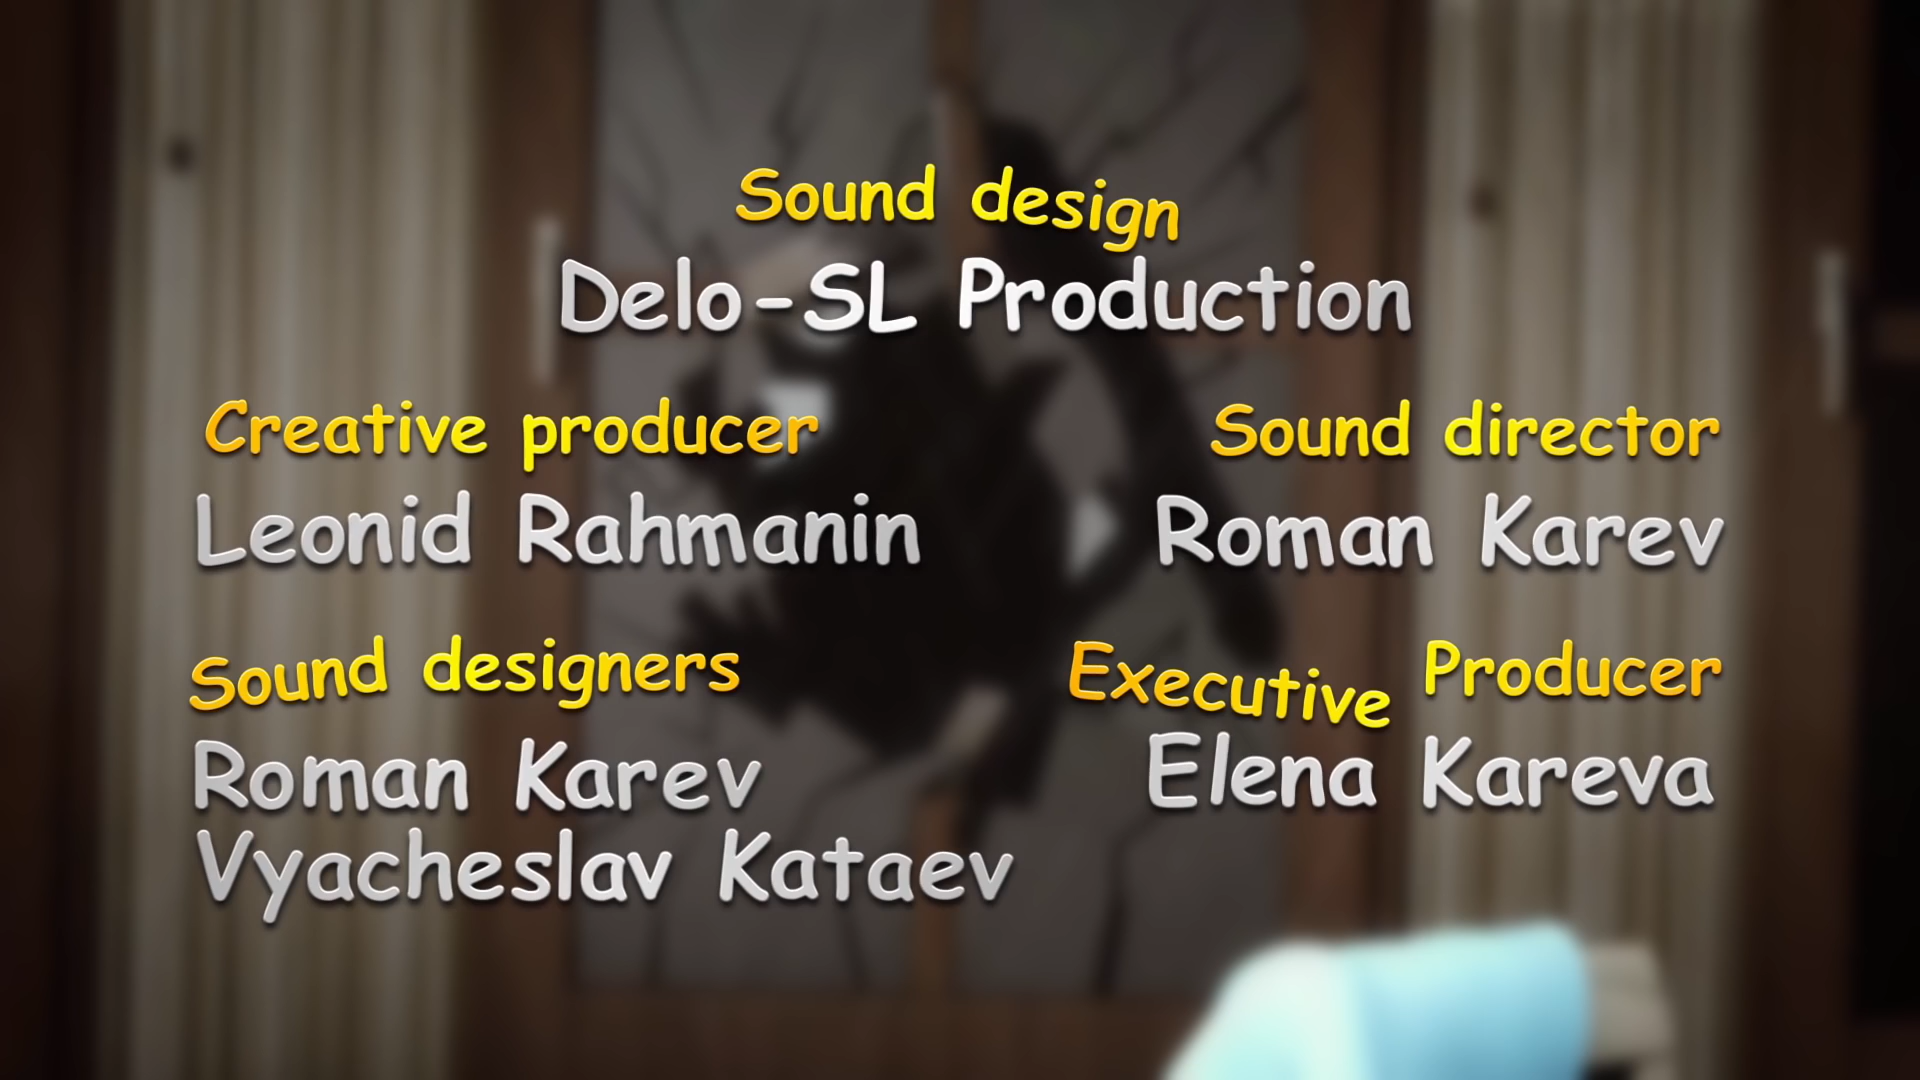 Sound design
Delo-SL Production
Creative producer
Leonid Rahmanin
Sound director
Roman Karev
Sound designers
Roman Karev
Vyacheslav Kataev
Executive Producer
Elena Kareva